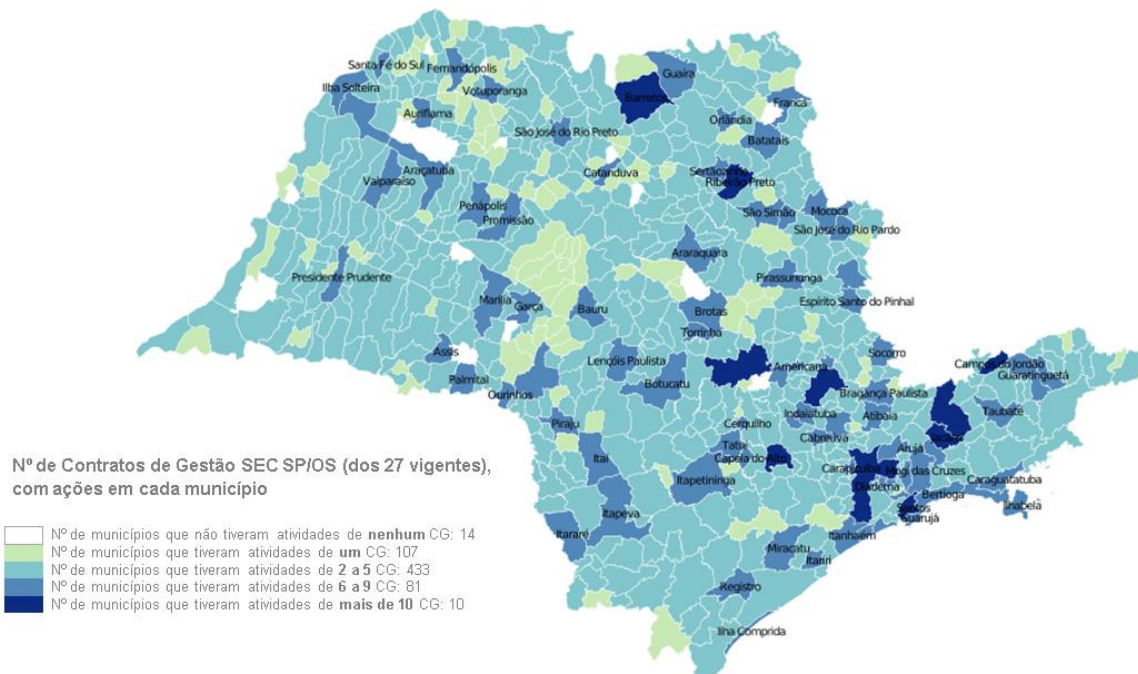 Santa Fé do Sul
Fernandópolis
Guaira
Ilha Solteira
Votuporanga
Barretos
Franca
Auriflama
Orlândia
São José do Rio Preto
Batatais
Araçatuba
Catanduva
Sertãozinho
Valparaíso
Ribeirão Preto
Penápolis
São Simão
Mococa
Promissão
São José do Rio Pardo
Araraquara
Presidente Prudente
Pirassununga
Marília
Garça
Bauru
Brotas
Espírito Santo do Pinhal
Torrinha
Assis
Lençóis Paulista
Americana
Socorro
Campos do Jordão
Palmital
Botucatu
Guaratinguetá
Ourinhos
Bragança Paulista
Piraju
Cerquilho
Indaiatuba
Atibaia
Taubaté
Tatuí
Cabreúva
Jacareí
Itaí
Capela do Alto
Arujá
Nº de Contratos de Gestão SEC SP/OS (dos 27 vigentes),
com ações em cada município
Itapetininga
Carapicuíba
Mogi das Cruzes
Caraguatatuba
Diadema
Bertioga
Itapeva
Santos
Ilhabela
Guarujá
Itararé
Itanhaém
Miracatu
Itariri
Registro
Ilha Comprida
Nº de municípios que não tiveram atividades de nenhum CG: 14
Nº de municípios que tiveram atividades de um CG: 107
Nº de municípios que tiveram atividades de 2 a 5 CG: 433
Nº de municípios que tiveram atividades de 6 a 9 CG: 81
Nº de municípios que tiveram atividades de mais de 10 CG: 10